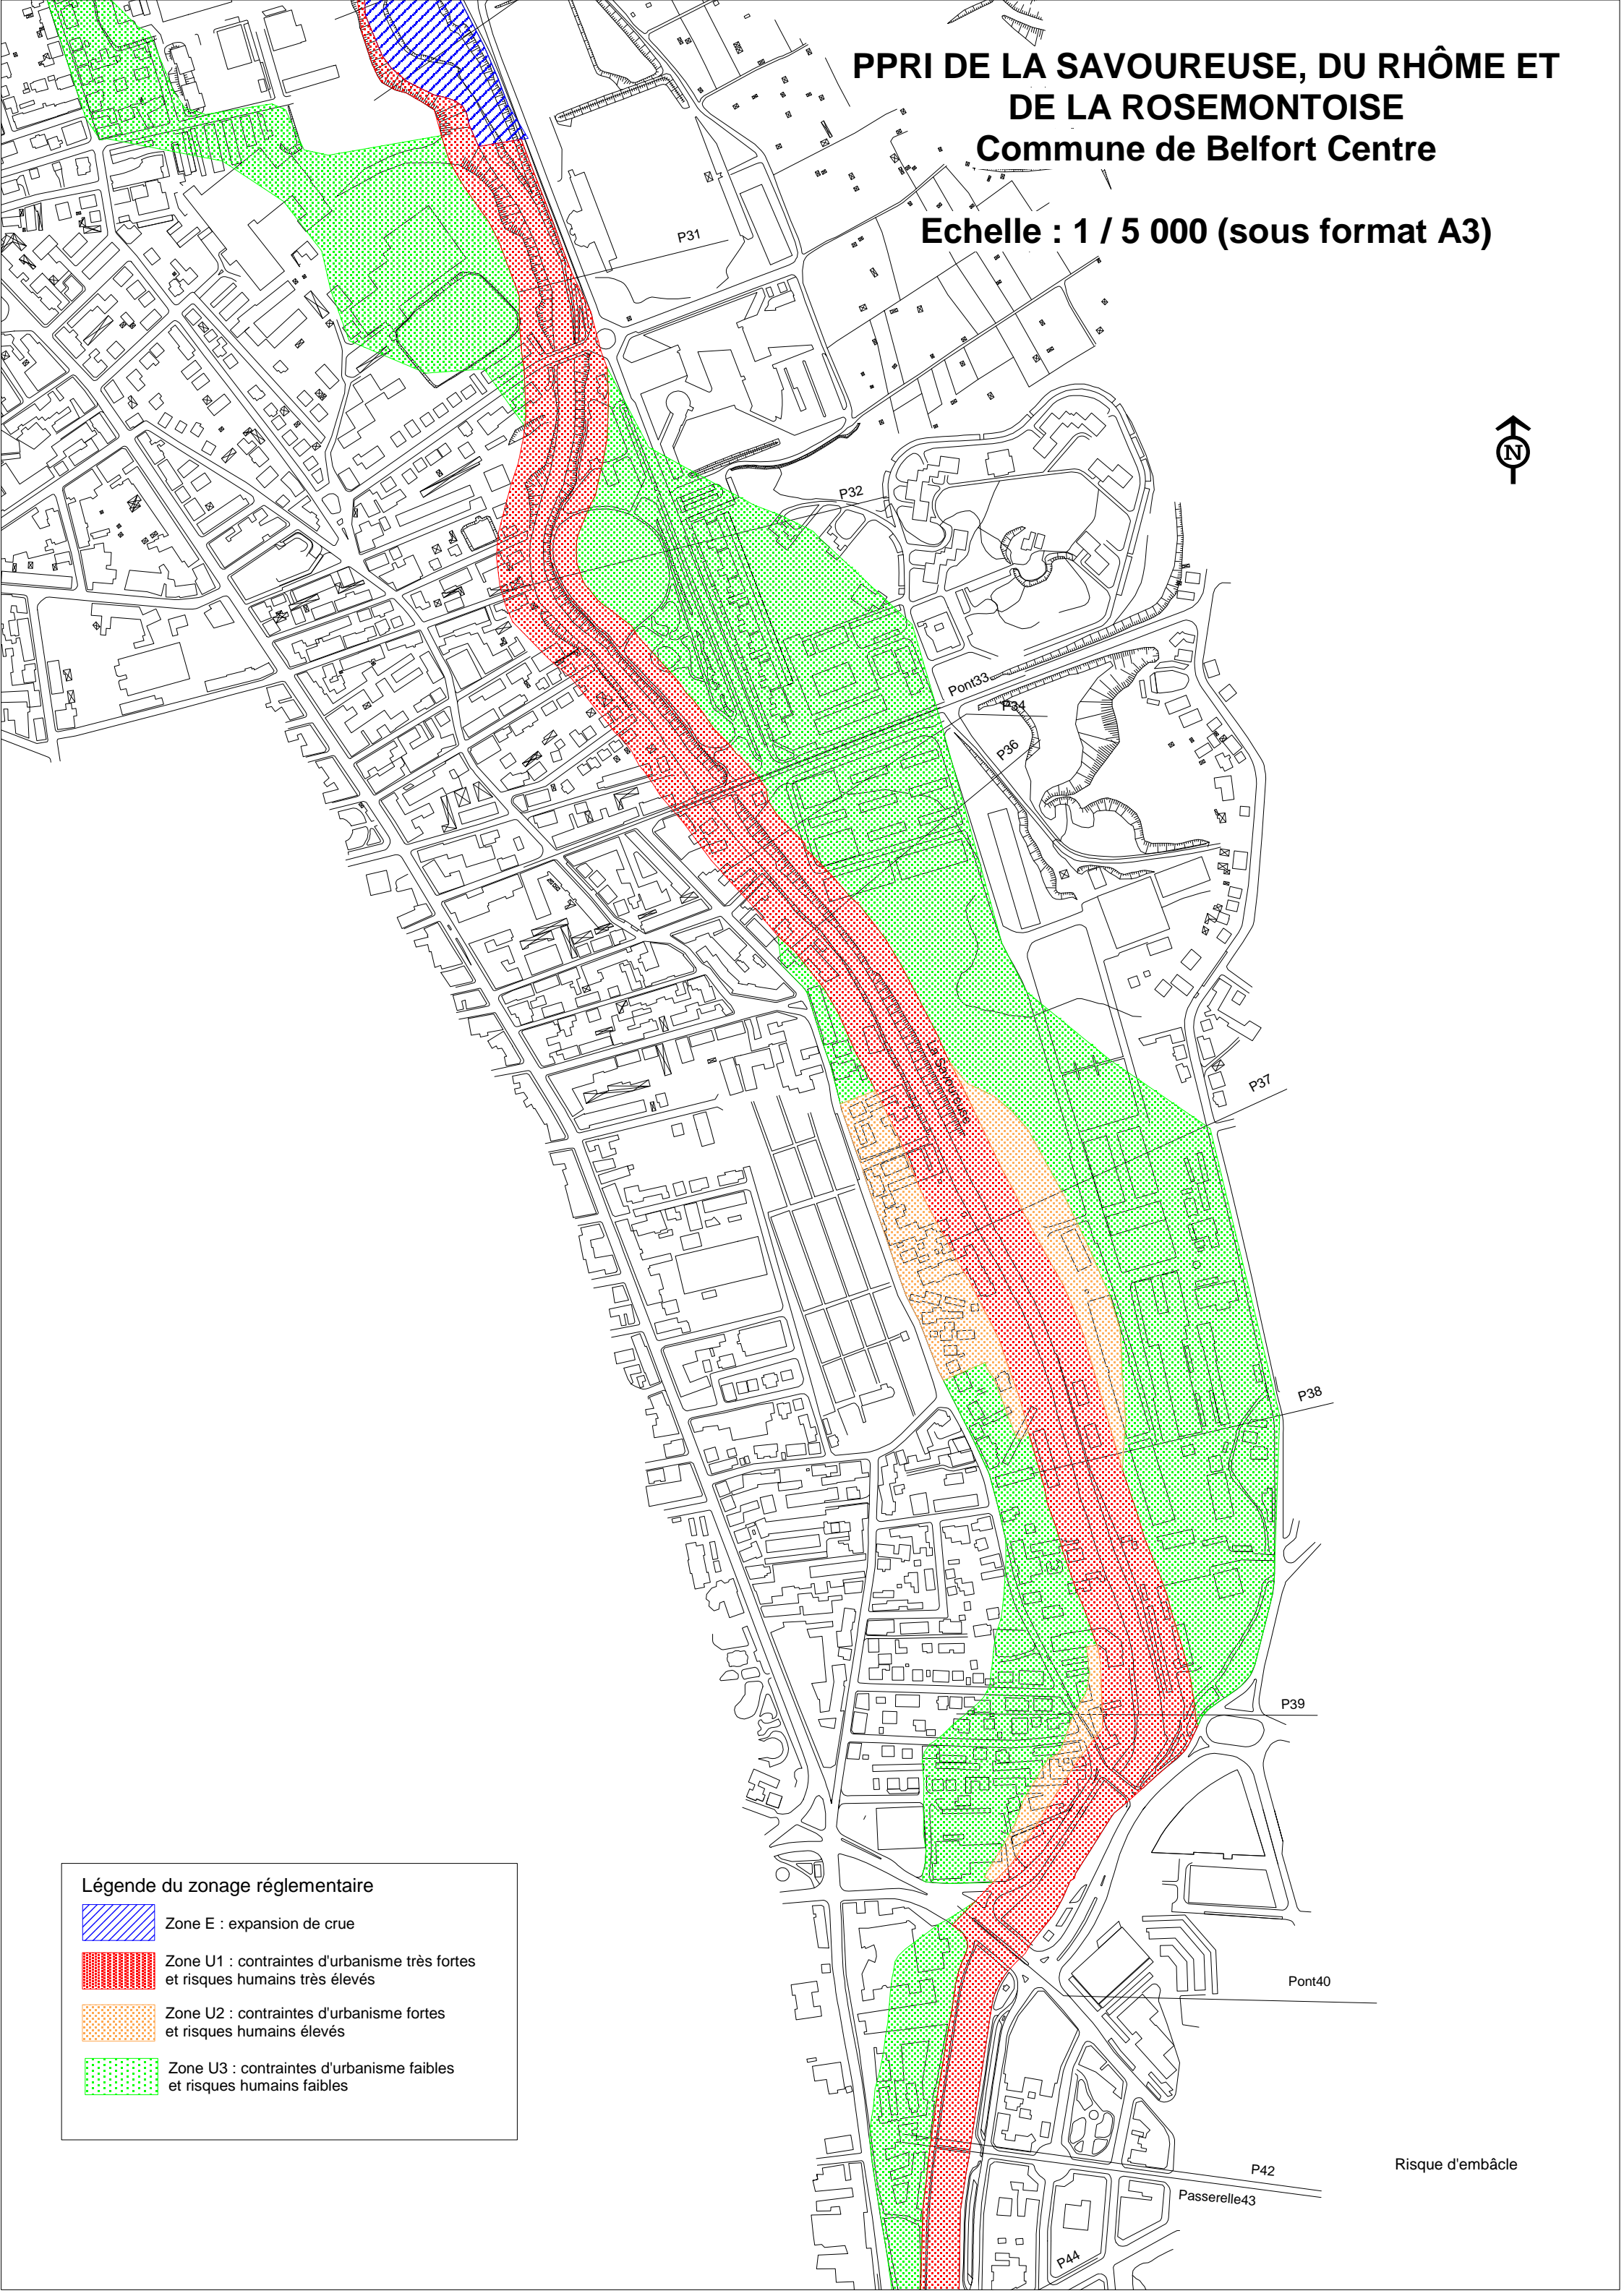 PPRI DE LA SAVOUREUSE, DU RHÔME ET
DE LA ROSEMONTOISE
Commune de Belfort Centre
Echelle : 1 / 5 000 (sous format A3)
P31
N
P32
Pont33
P34
P36
La Savoureuse
P37
P38
P39
Légende du zonage réglementaire
Zone E : expansion de crue
Zone U1 : contraintes d'urbanisme très fortes
et risques humains très élevés
Zone U2 : contraintes d'urbanisme fortes
et risques humains élevés
Zone U3 : contraintes d'urbanisme faibles
et risques humains faibles
Pont40
P42
Risque d'embâcle
Passerelle43
P44